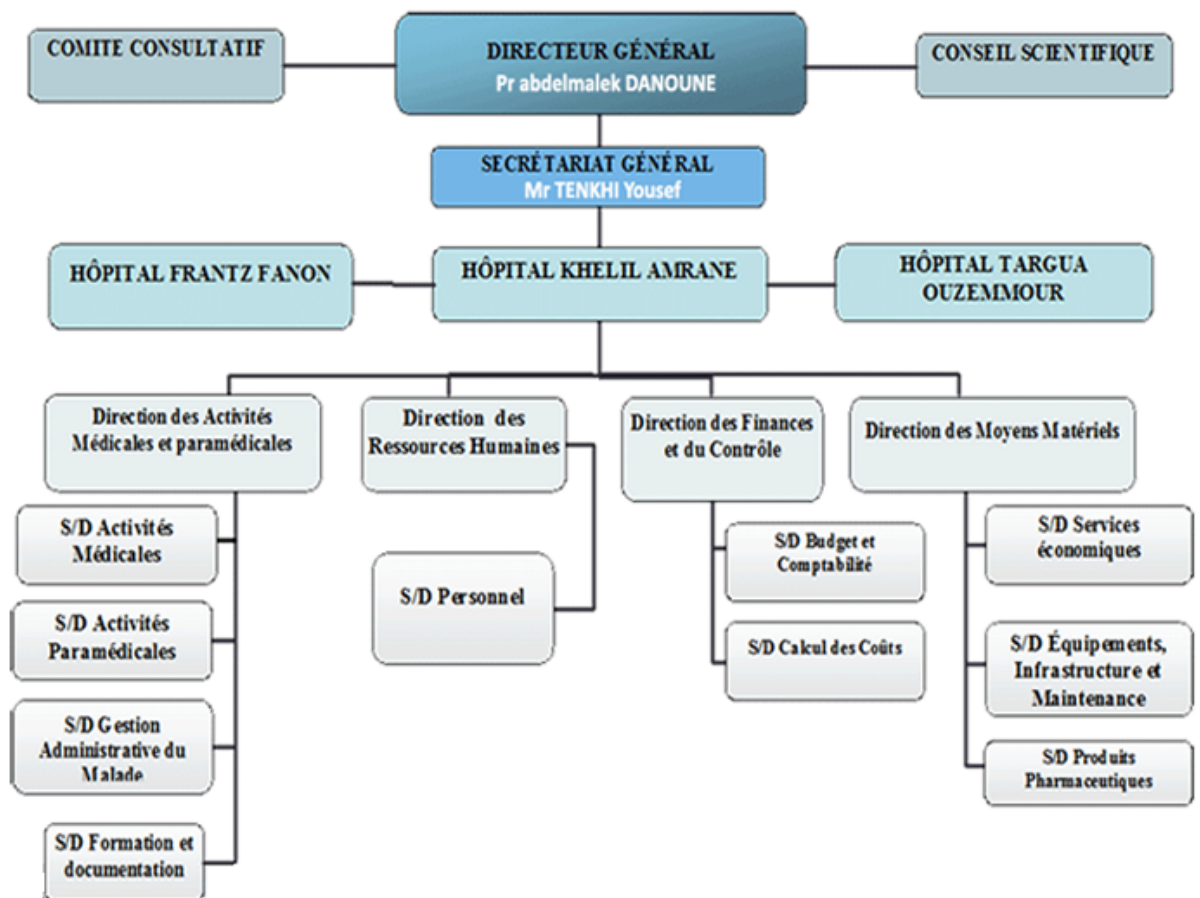 COMITE CONSULTATIF
DIRECTEUR GÉNÉRAL
Pr abdelmalek DANOUNE
CONSEIL SCIENTIFIQUE
SECRÉTARIAT GÉNÉRAL
Mr TENKHI Yousef
HÔPITAL FRANTZ FANON
HÔPITAL KHELIL AMRANE
HÔPITAL TARGUA
OUZEMMOUR
Direction des Activités
Médicales et paramédicales
Direction des
Ressources Humaines
Direction des Finances
et du Contrôle
Direction des Moyens Matériels
S/D Activités
Médicales
S/D Activités
Paramédicales
S/D Gestion
Administrative du
Malade
S/D Formation et
documentation
S/D Personnel
S/D Budget et
Comptabilité
S/D Calcul des Coûts
S/D Services
économiques
S/D Équipements,
Infrastructure et
Maintenance
S/D Produits
Pharmaceutiques